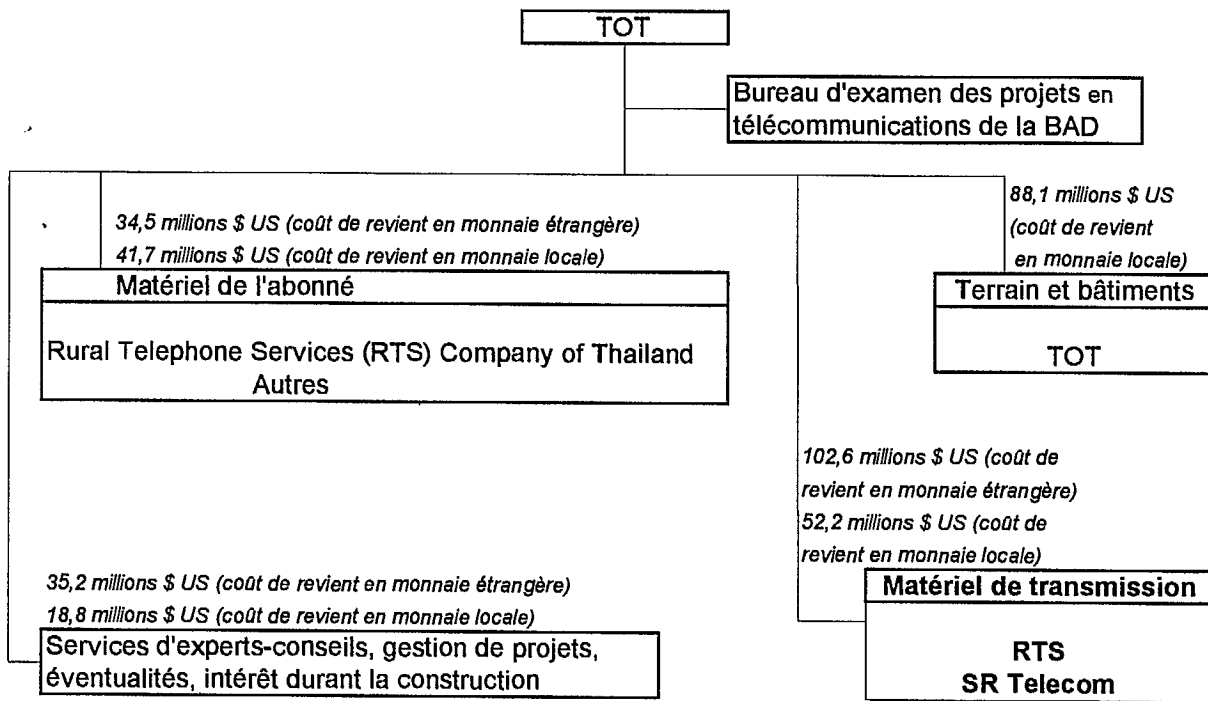 TOT
Bureau d'examen des projets en
télécommunications de la BAD
34,5 millions $ US (coût de revient en monnaie étrangère)
41,7 millions $ US (coût de revient en monnaie locale)
Matériel de l'abonné
Rural Telephone Services (RTS) Company of Thailand
Autres
88,1 millions $ US
(coût de revient
en monnaie locale)
Terrain et bâtiments
TOT
102,6 millions $ US (coût de
revient en monnaie étrangère)
52,2 millions $ US (coût de
revient en monnaie locale)
Matériel de transmission
RTS
SR Telecom
35,2 millions $ US (coût de revient en monnaie étrangère)
18,8 millions $ US (coût de revient en monnaie locale)
Services d'experts-conseils, gestion de projets,
éventualités, intérêt durant la construction